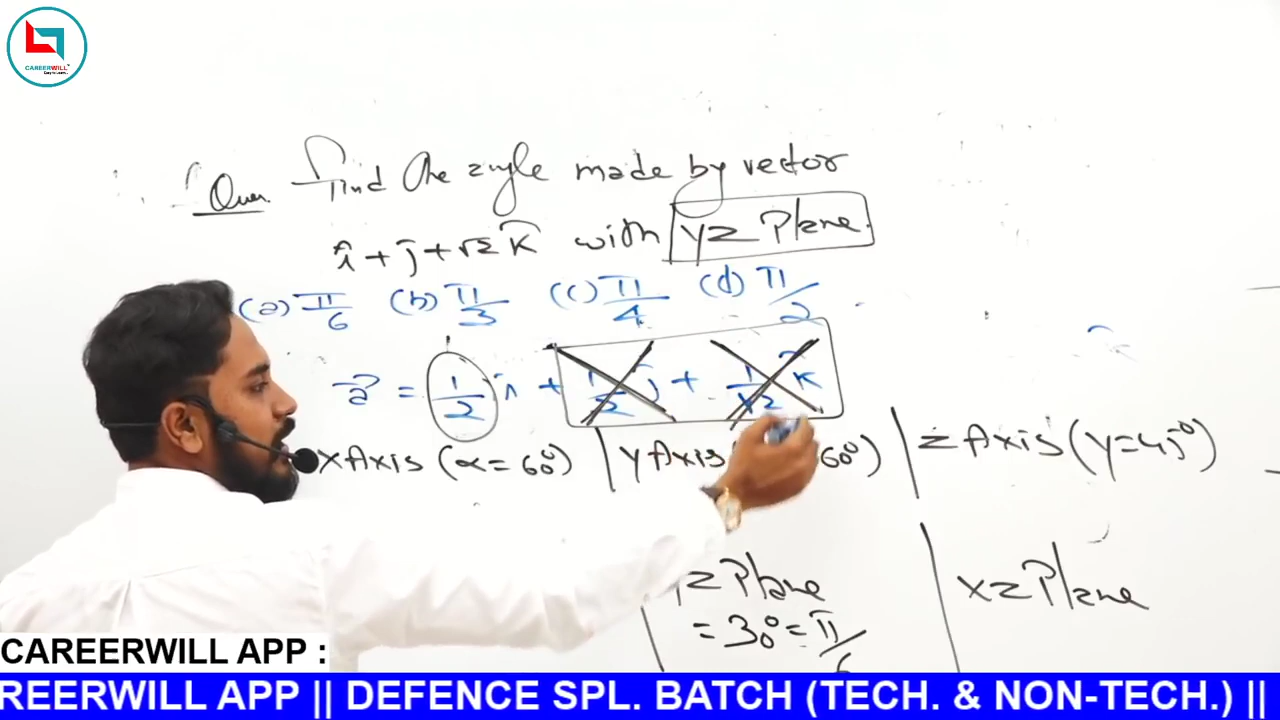 CAREERWILL
Ques. Find the angle made by vector
î + ĵ + √2 k̂ with YZ Plane.
(a) π/6 (b) π/3 (c) π/4 (d) π/2
a⃗ = 1/2 î + 1/2 ĵ + 1/√2 k̂
X Axis (α = 60°) | Y Axis 60°) | Z Axis (γ = 45°)
YZ Plane | XZ Plane
= 30° = π/6
CAREERWILL APP :
REERWILL APP || DEFENCE SPL. BATCH (TECH. & NON-TECH.) ||